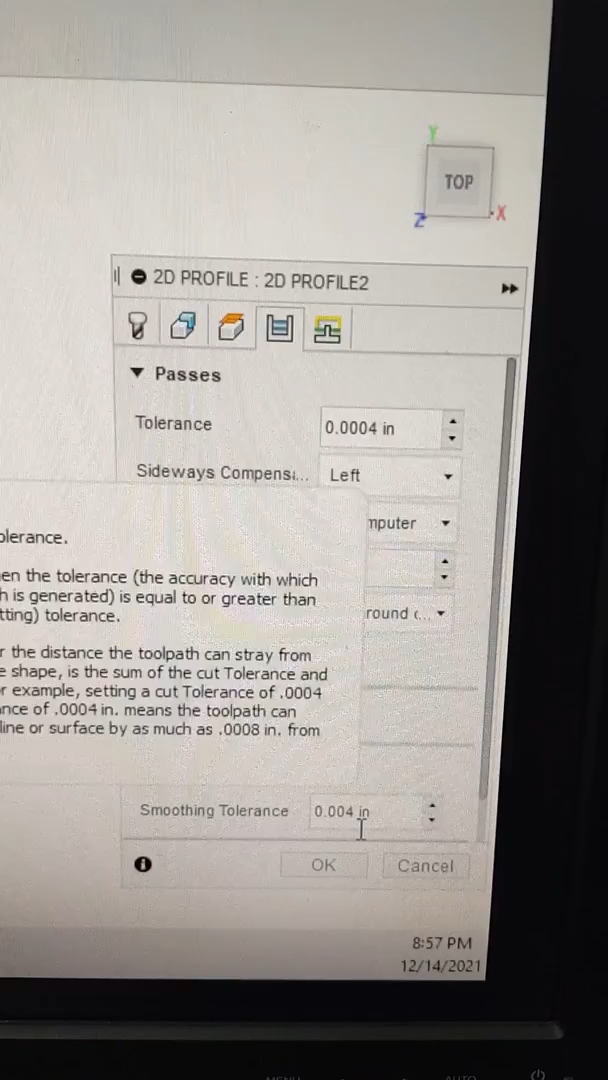 Y
TOP
Z
X
2D PROFILE : 2D PROFILE2
Passes
Tolerance
0.0004 in
Sideways Compensi...
Left
olerance.
nputer
en the tolerance (the accuracy with which
h is generated) is equal to or greater than
tting) tolerance.
round (...
r the distance the toolpath can stray from
e shape, is the sum of the cut Tolerance and
r example, setting a cut Tolerance of .0004
nce of .0004 in. means the toolpath can
line or surface by as much as .0008 in. from
Smoothing Tolerance
0.004 in
OK
Cancel
8:57 PM
12/14/2021
MENU
AUTO